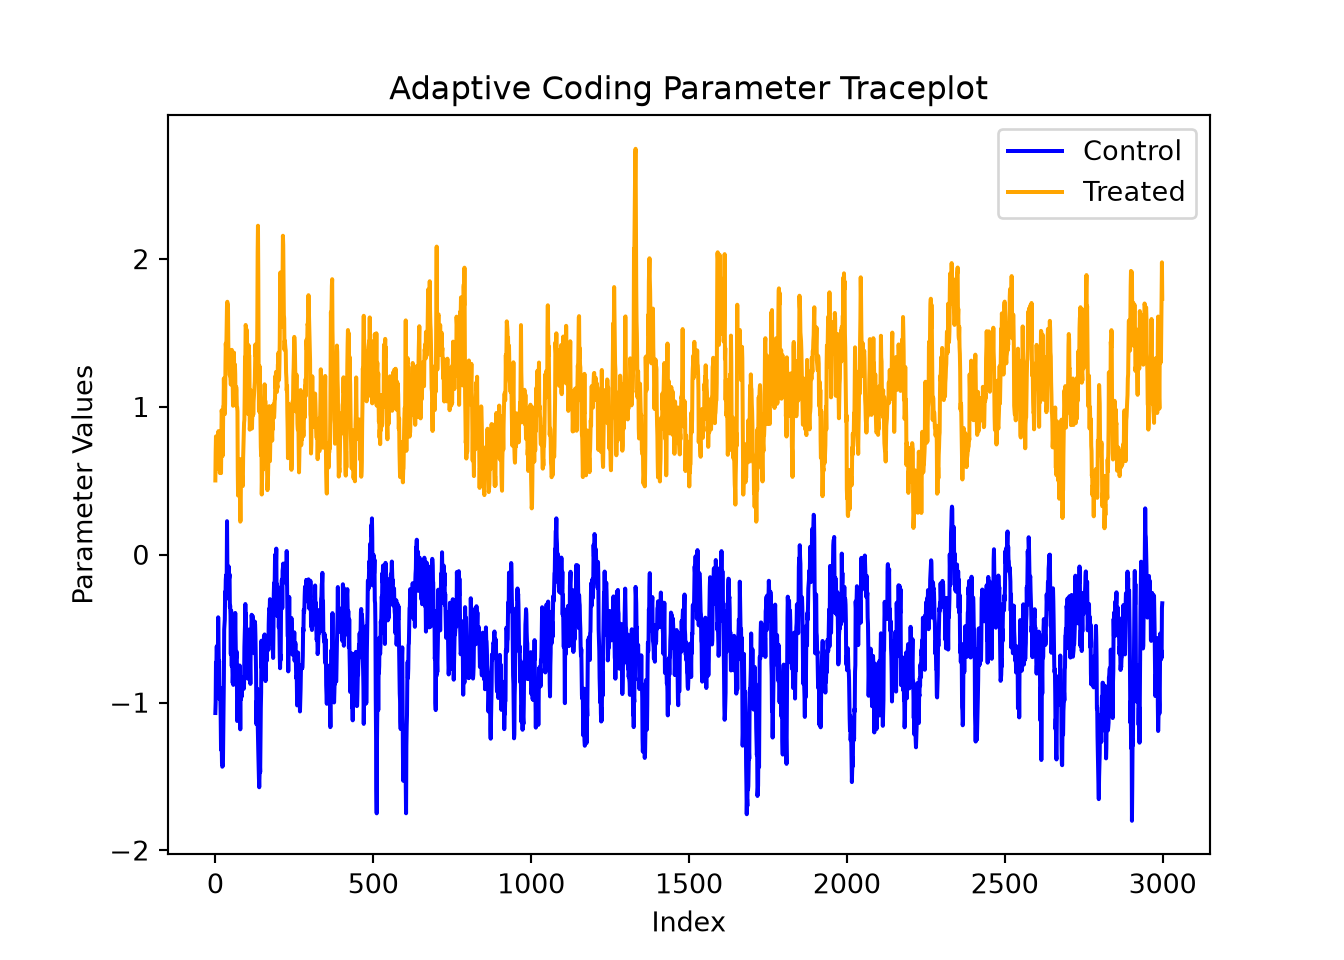 Adaptive Coding Parameter Traceplot
Control
Treated
Parameter Values
2
1
0
−1
−2
0 500 1000 1500 2000 2500 3000
Index